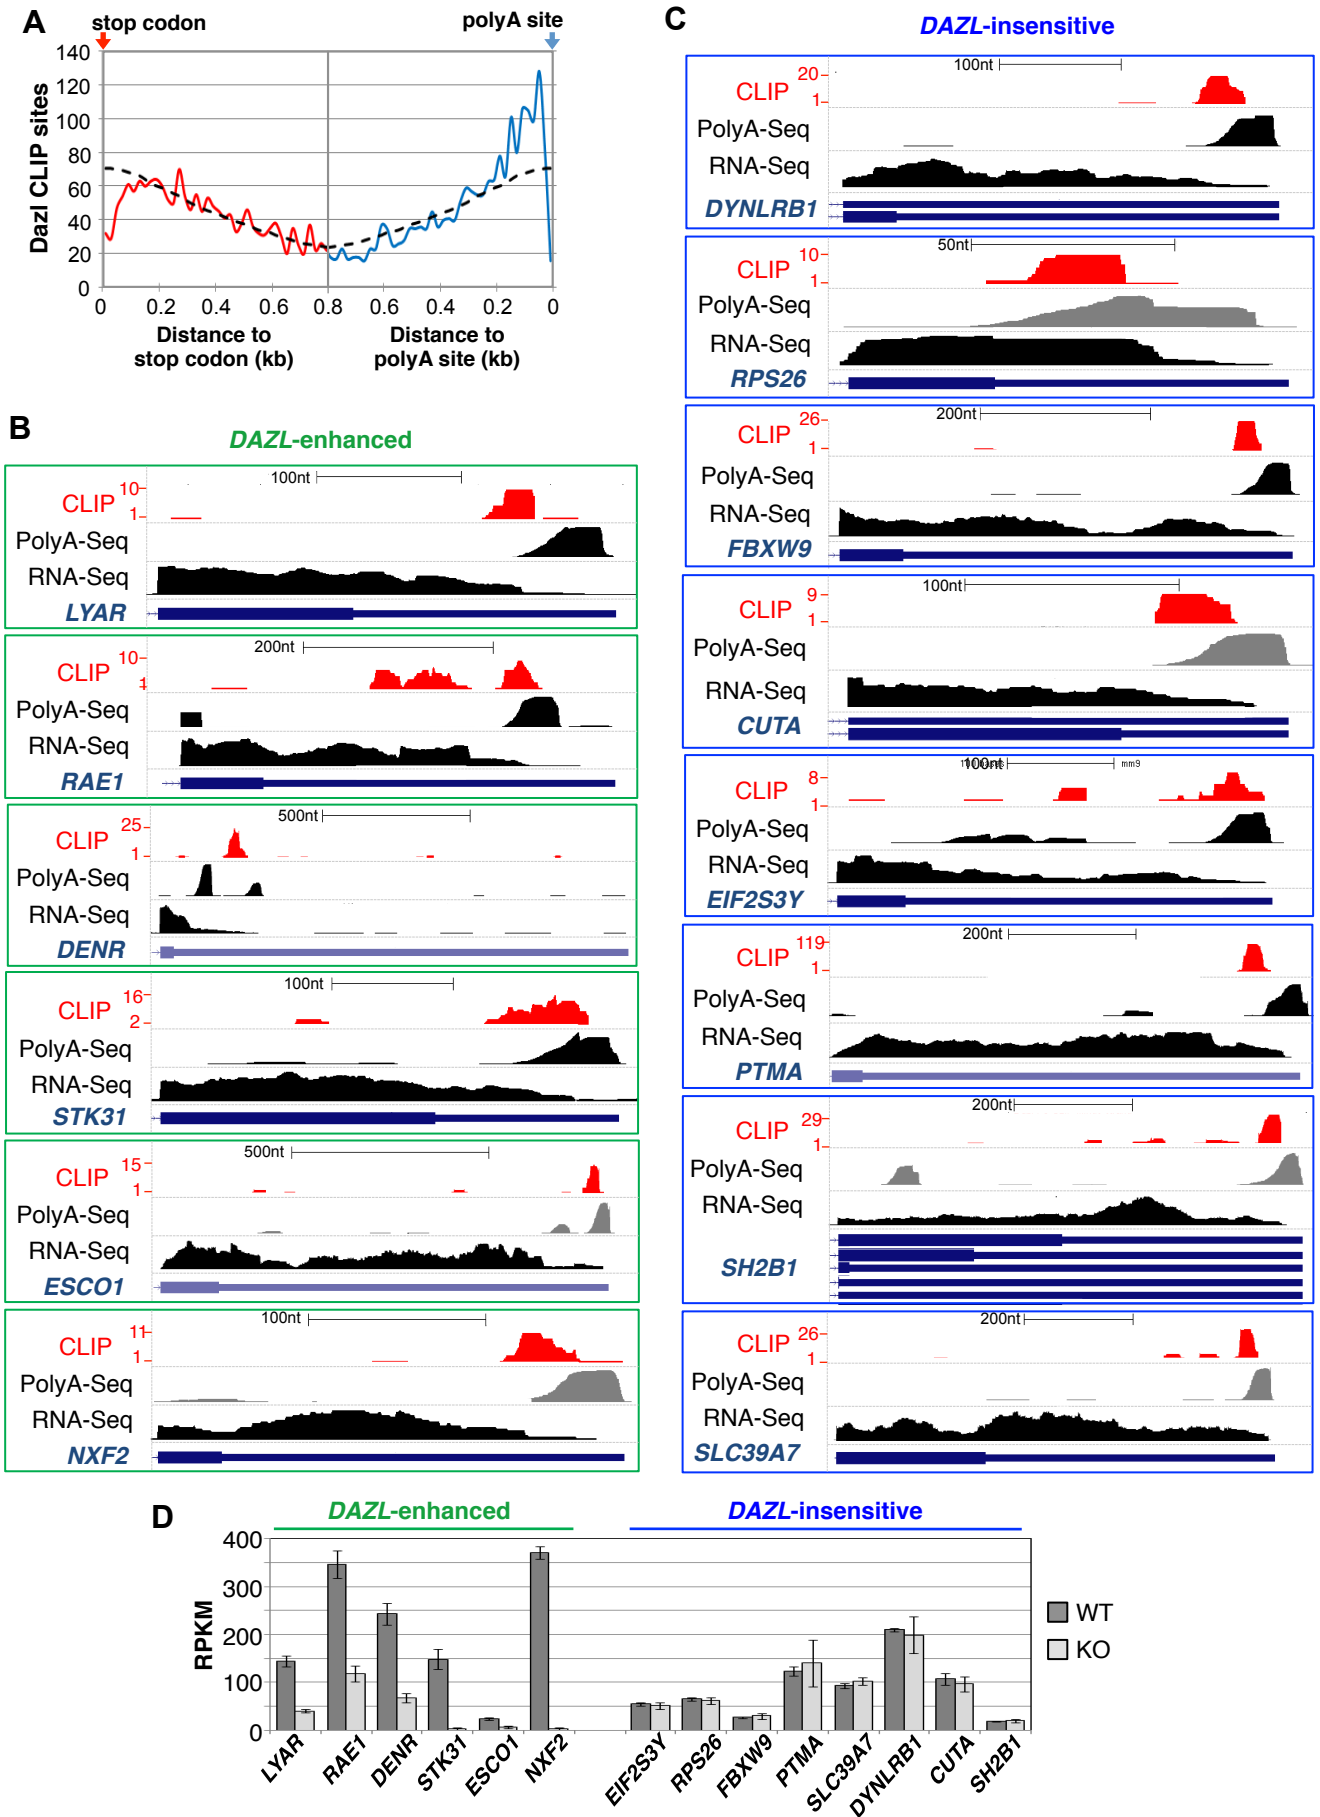 A
stop codon
polyA site
Dazl CLIP sites
140
120
100
80
60
40
20
0
0 0.2 0.4 0.6 0.8 0.6 0.4 0.2 0
Distance to
stop codon (kb)
Distance to
polyA site (kb)
B
DAZL-enhanced
100nt
CLIP 10
1
PolyA-Seq
RNA-Seq
LYAR
200nt
CLIP 10
1
PolyA-Seq
RNA-Seq
RAE1
500nt
CLIP 25
1
PolyA-Seq
RNA-Seq
DENR
100nt
CLIP 16
2
PolyA-Seq
RNA-Seq
STK31
500nt
CLIP 15
1
PolyA-Seq
RNA-Seq
ESCO1
100nt
CLIP 11
1
PolyA-Seq
RNA-Seq
NXF2
C
DAZL-insensitive
100nt
CLIP 20
1
PolyA-Seq
RNA-Seq
DYNLRB1
50nt
CLIP 10
1
PolyA-Seq
RNA-Seq
RPS26
200nt
CLIP 26
1
PolyA-Seq
RNA-Seq
FBXW9
100nt
CLIP 9
1
PolyA-Seq
RNA-Seq
CUTA
100nt mm9
CLIP 8
1
PolyA-Seq
RNA-Seq
EIF2S3Y
200nt
CLIP 119
1
PolyA-Seq
RNA-Seq
PTMA
200nt
CLIP 29
1
PolyA-Seq
RNA-Seq
SH2B1
200nt
CLIP 26
1
PolyA-Seq
RNA-Seq
SLC39A7
D
DAZL-enhanced
DAZL-insensitive
RPKM
400
300
200
100
0
WT
KO
LYAR RAE1 DENR STK31 ESCO1 NXF2 EIF2S3Y RPS26 FBXW9 PTMA SLC39A7 DYNLRB1 CUTA SH2B1